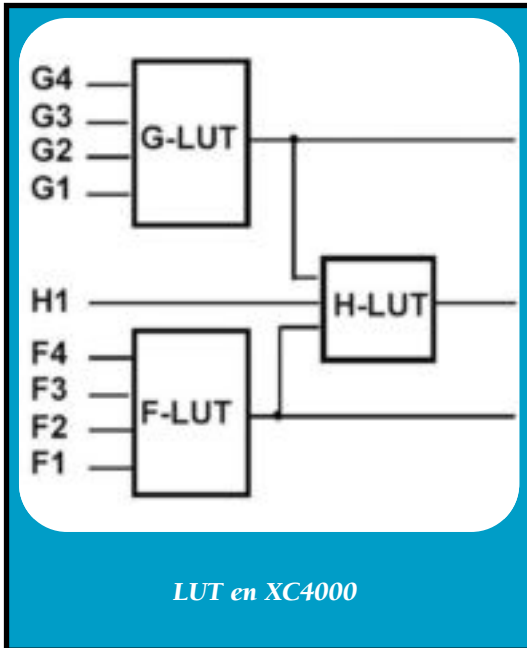 G4
G3
G2
G1
G-LUT
H1
H-LUT
F4
F3
F2
F1
F-LUT
LUT en XC4000